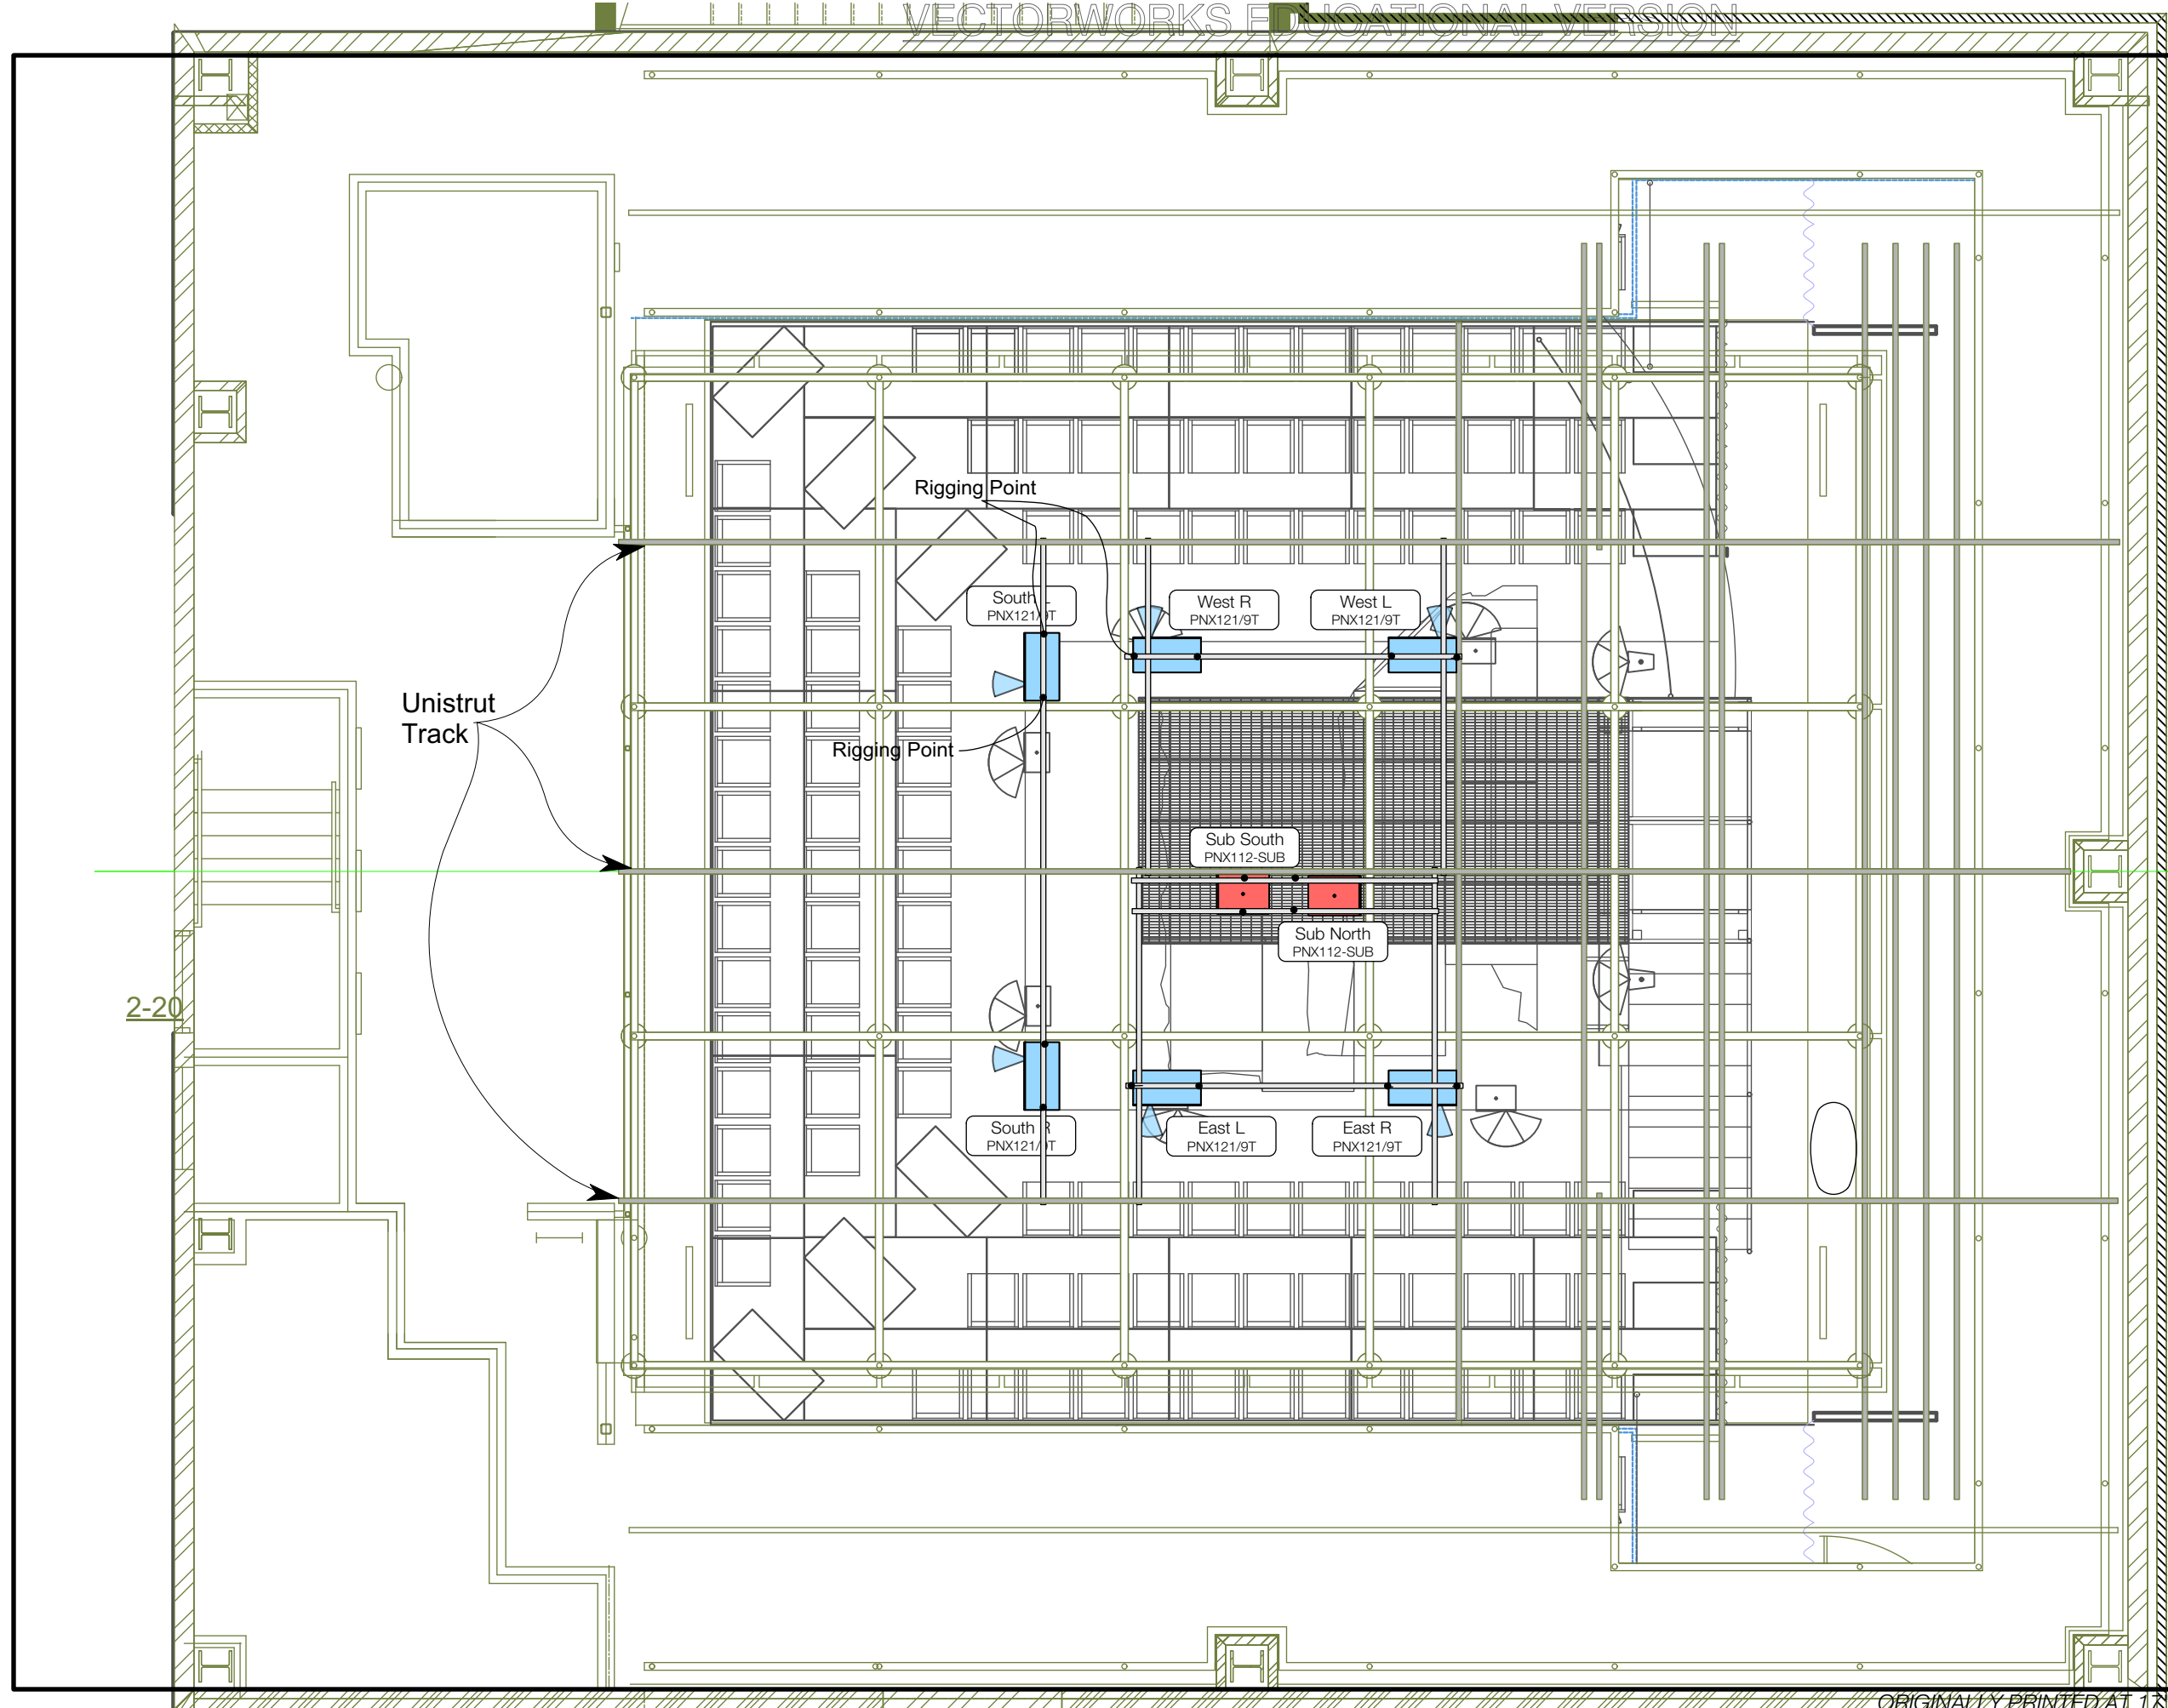 VECTORWORKS EDUCATIONAL VERSION
Rigging Point
South L
PNX121/9T
West R
PNX121/9T
West L
PNX121/9T
Unistrut
Track
Rigging Point
Sub South
PNX112-SUB
Sub North
PNX112-SUB
2-20
South R
PNX121/9T
East L
PNX121/9T
East R
PNX121/9T
ORIGINALLY PRINTED AT 17